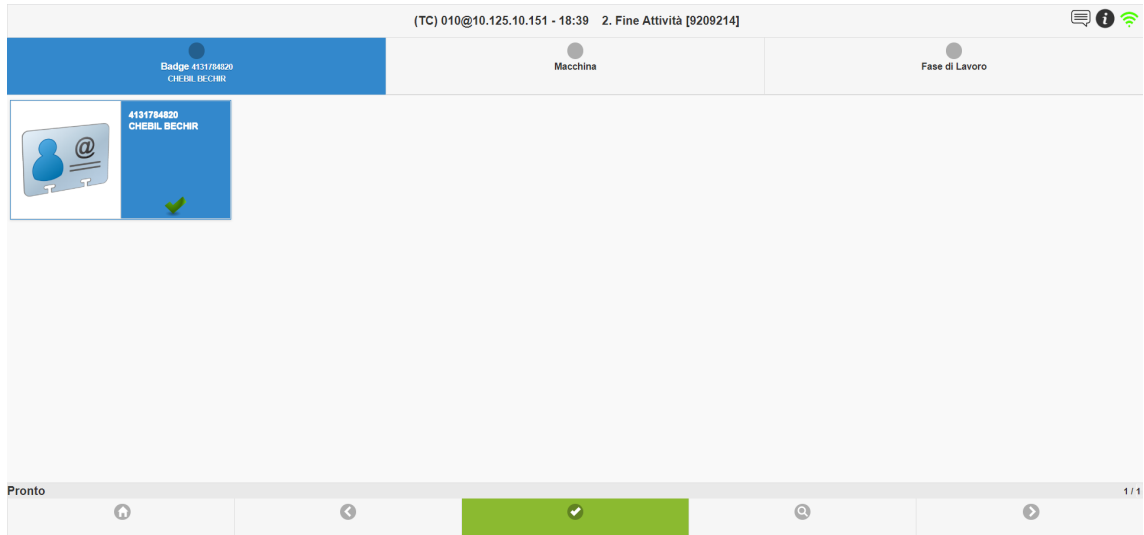 (TC) 010@10.125.10.151 - 18:39 2. Fine Attività [9209214]
Badge 4131784820
CHEBIL BECHIR
Macchina
Fase di Lavoro
4131784820
CHEBIL BECHIR
@
Pronto
1 / 1